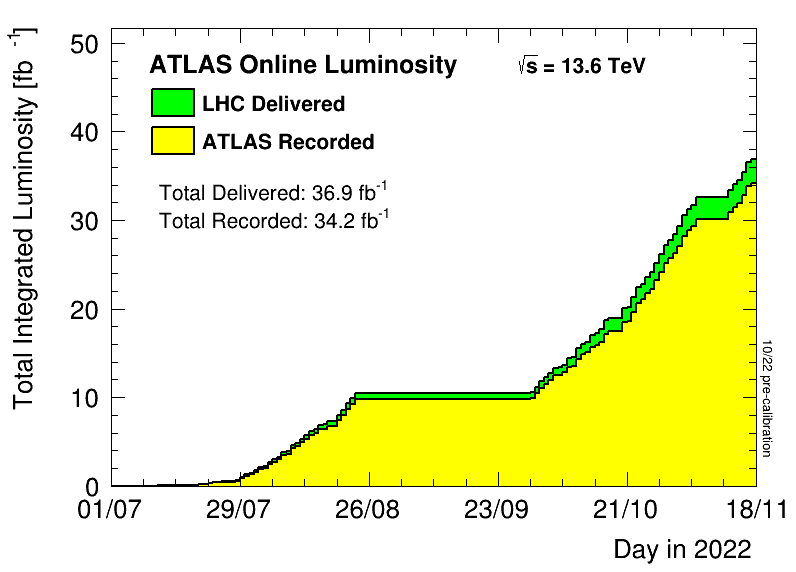 Total Integrated Luminosity [fb⁻¹]
50
40
30
20
10
0
ATLAS Online Luminosity
√s = 13.6 TeV
LHC Delivered
ATLAS Recorded
Total Delivered: 36.9 fb⁻¹
Total Recorded: 34.2 fb⁻¹
10/22 pre-calibration
01/07 29/07 26/08 23/09 21/10 18/11
Day in 2022